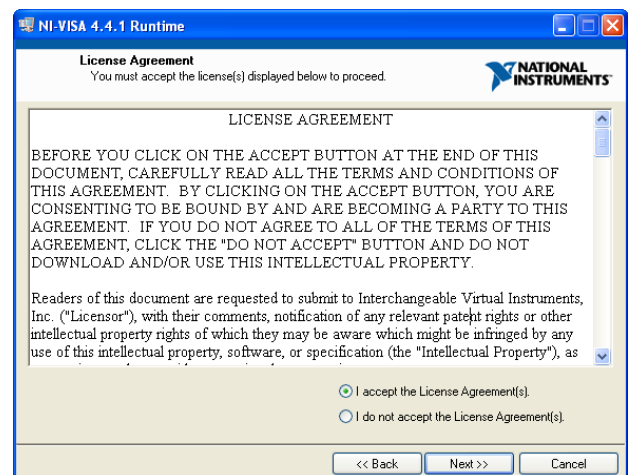 NI-VISA 4.4.1 Runtime
License Agreement
You must accept the license(s) displayed below to proceed.
NATIONAL
INSTRUMENTS
LICENSE AGREEMENT
BEFORE YOU CLICK ON THE ACCEPT BUTTON AT THE END OF THIS
DOCUMENT, CAREFULLY READ ALL THE TERMS AND CONDITIONS OF
THIS AGREEMENT.  BY CLICKING ON THE ACCEPT BUTTON, YOU ARE
CONSENTING TO BE BOUND BY AND ARE BECOMING A PARTY TO THIS
AGREEMENT.  IF YOU DO NOT AGREE TO ALL OF THE TERMS OF THIS
AGREEMENT, CLICK THE "DO NOT ACCEPT" BUTTON AND DO NOT
DOWNLOAD AND/OR USE THIS INTELLECTUAL PROPERTY.
Readers of this document are requested to submit to Interchangeable Virtual Instruments,
Inc. ("Licensor"), with their comments, notification of any relevant patent rights or other
intellectual property rights of which they may be aware which might be infringed by any
use of this intellectual property, software, or specification (the "Intellectual Property"), as
I accept the License Agreement(s).
I do not accept the License Agreement(s).
<< Back
Next >>
Cancel